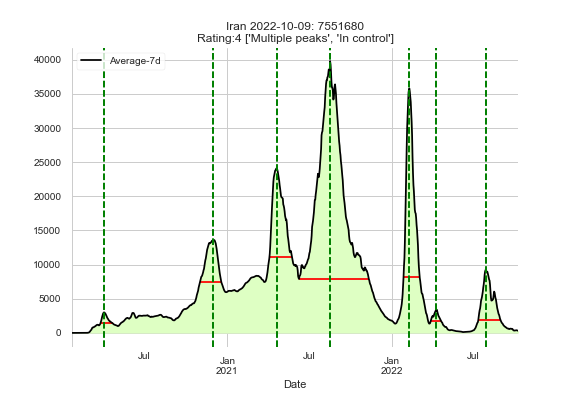 Iran 2022-10-09: 7551680
Rating:4 ['Multiple peaks', 'In control']
Average-7d
40000
35000
30000
25000
20000
15000
10000
5000
0
Jul
Jan
2021
Jul
Jan
2022
Jul
Date